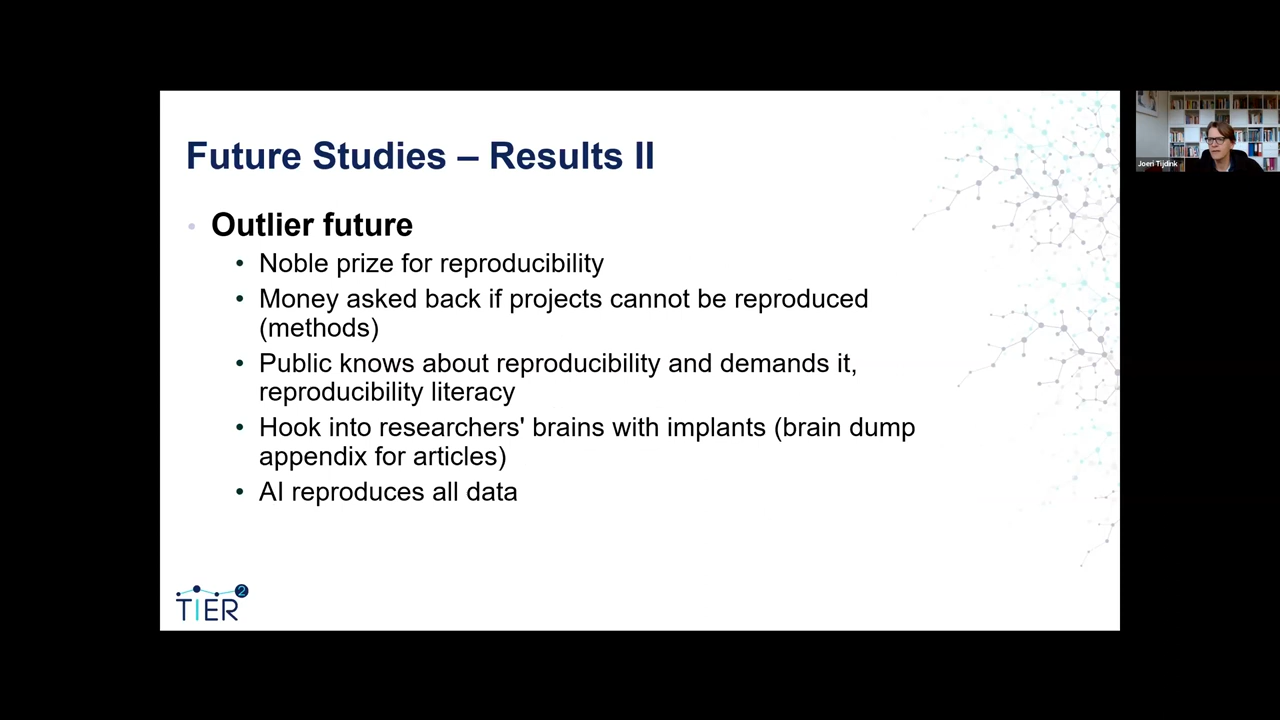 Future Studies – Results II
• Outlier future
• Noble prize for reproducibility
• Money asked back if projects cannot be reproduced
(methods)
• Public knows about reproducibility and demands it,
reproducibility literacy
• Hook into researchers' brains with implants (brain dump
appendix for articles)
• AI reproduces all data
TIER2
Joeri Tijdink